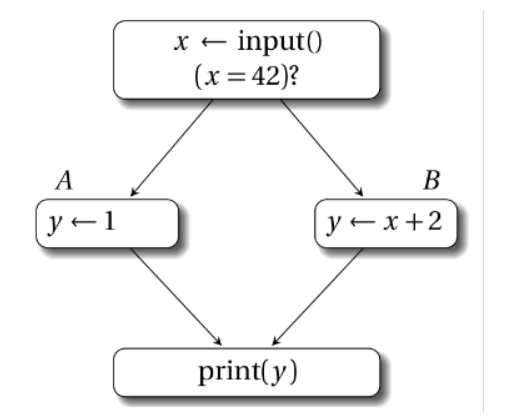 x ← input()
(x = 42)?
A
B
y ← 1
y ← x + 2
print(y)